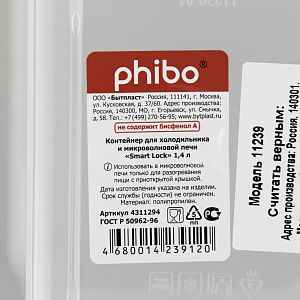 phibo®
ООО «Бытпласт» Россия, 111141, г. Москва,
ул. Кусковская, д. 37/60. Адрес производства:
Россия, 140300, МО, г. Егорьевск, ул. Смычка,
д. 58. Тел.: +7(499) 270-56-95; www.bytplast.ru
не содержит бисфенол А
Контейнер для холодильника
и микроволновой печи
«Smart Lock» 1,4 л
• Использовать в микроволновой
печи только для разогревания
пищи с приоткрытой крышкой.
Дата изготовления указана на изделии.
Срок службы (годности) не ограничен.
Материал: полипропилен.
Артикул 4311294
ГОСТ Р 50962-96
5
PP
4 680014 239120
Модель 11239
Считать верным:
Адрес производства: Россия, 140301,